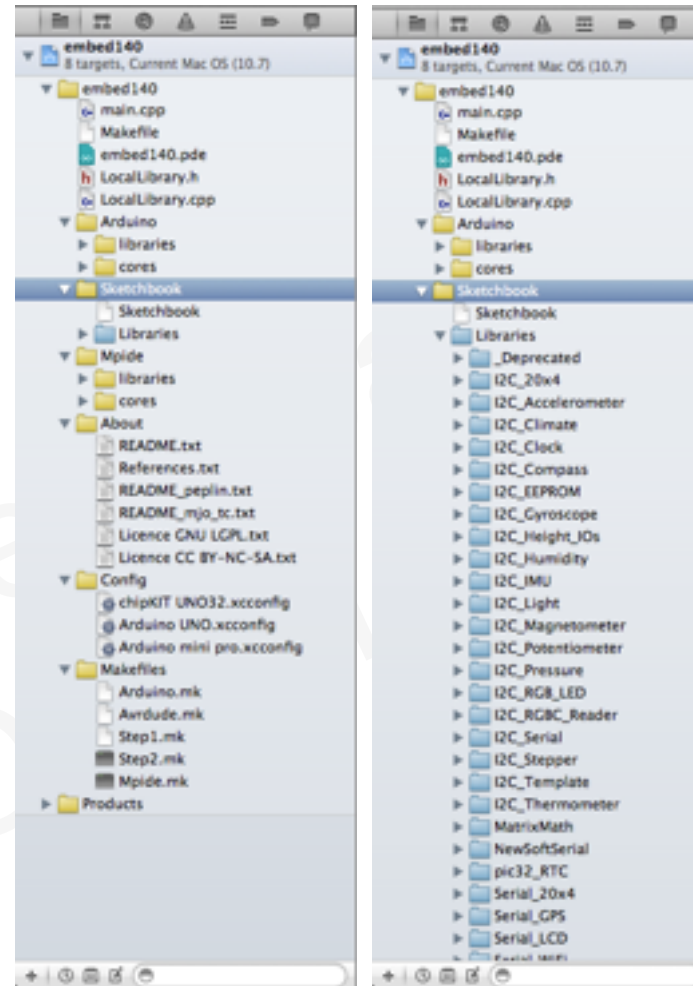 embed140
8 targets, Current Mac OS (10.7)
embed140
main.cpp
Makefile
embed140.pde
LocalLibrary.h
LocalLibrary.cpp
Arduino
libraries
cores
Sketchbook
Sketchbook
Libraries
Mpide
libraries
cores
About
README.txt
References.txt
README_peplin.txt
README_mjo_tc.txt
Licence GNU LGPL.txt
Licence CC BY-NC-SA.txt
Config
chipKIT UNO32.xcconfig
Arduino UNO.xcconfig
Arduino mini pro.xcconfig
Makefiles
Arduino.mk
Avrdude.mk
Step1.mk
Step2.mk
Mpide.mk
Products
embed140
8 targets, Current Mac OS (10.7)
embed140
main.cpp
Makefile
embed140.pde
LocalLibrary.h
LocalLibrary.cpp
Arduino
libraries
cores
Sketchbook
Sketchbook
Libraries
_Deprecated
I2C_20x4
I2C_Accelerometer
I2C_Climate
I2C_Clock
I2C_Compass
I2C_EEPROM
I2C_Gyroscope
I2C_Height_IOs
I2C_Humidity
I2C_IMU
I2C_Light
I2C_Magnetometer
I2C_Potentiometer
I2C_Pressure
I2C_RGB_LED
I2C_RGBC_Reader
I2C_Serial
I2C_Stepper
I2C_Template
I2C_Thermometer
MatrixMath
NewSoftSerial
pic32_RTC
Serial_20x4
Serial_GPS
Serial_LCD